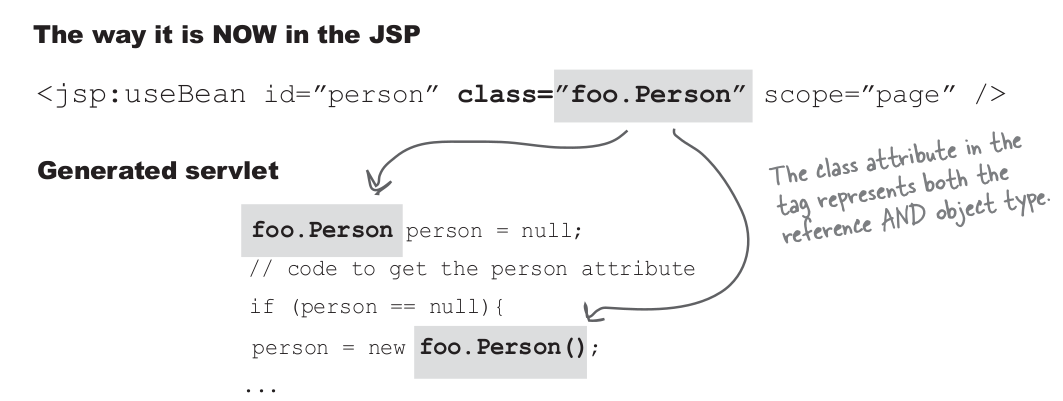 The way it is NOW in the JSP
<jsp:useBean id=”person” class=”foo.Person” scope=”page” />
The class attribute in the
tag represents both the
reference AND object type.
Generated servlet
foo.Person person = null;
// code to get the person attribute
if (person == null){
person = new foo.Person();
...